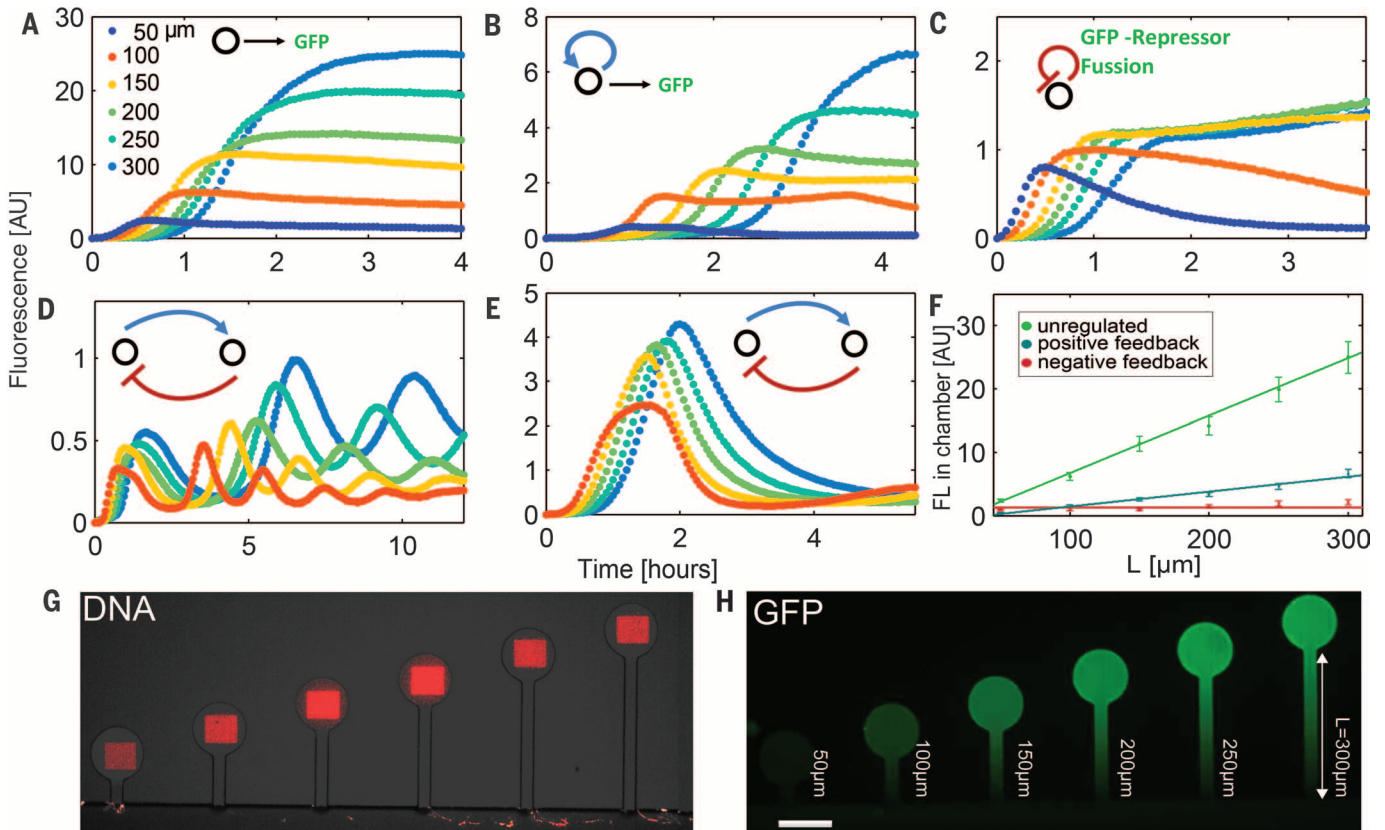 A
50 µm
100
150
200
250
300
GFP
30
20
10
0
0 1 2 3 4
B
GFP
8
6
4
2
0
0 2 4
C
GFP -Repressor
Fussion
2
1
0
0 1 2 3
Fluorescence [AU]
D
1
0.5
0
0 5 10
E
5
4
3
2
1
0
0 2 4
Time [hours]
F
unregulated
positive feedback
negative feedback
FL in chamber [AU]
30
20
10
0
100 200 300
L [µm]
G
DNA
H
GFP
50µm
100µm
150µm
200µm
250µm
L=300µm